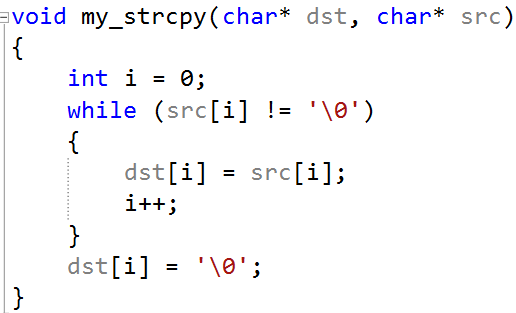 void my_strcpy(char* dst, char* src)
{
    int i = 0;
    while (src[i] != '\0')
    {
        dst[i] = src[i];
        i++;
    }
    dst[i] = '\0';
}